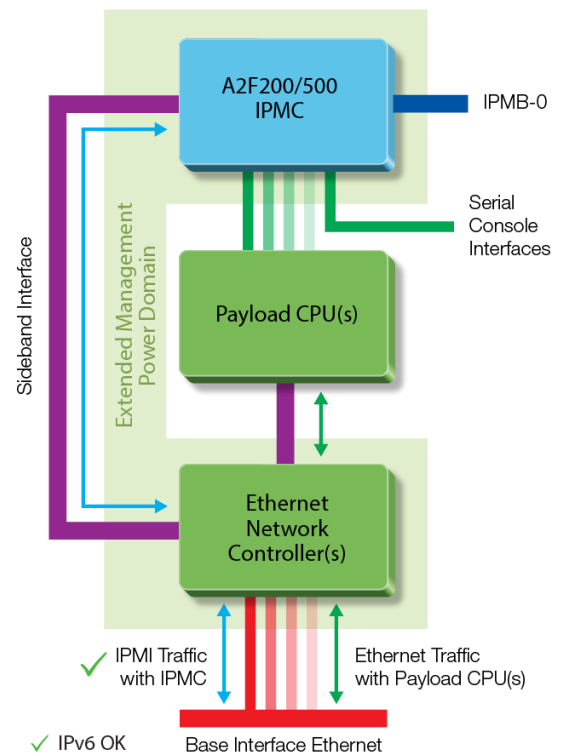 A2F200/500
IPMC
IPMB-0
Serial
Console
Interfaces
Sideband Interface
Extended Management
Power Domain
Payload CPU(s)
Ethernet
Network
Controller(s)
IPMI Traffic
with IPMC
Ethernet Traffic
with Payload CPU(s)
IPv6 OK
Base Interface Ethernet